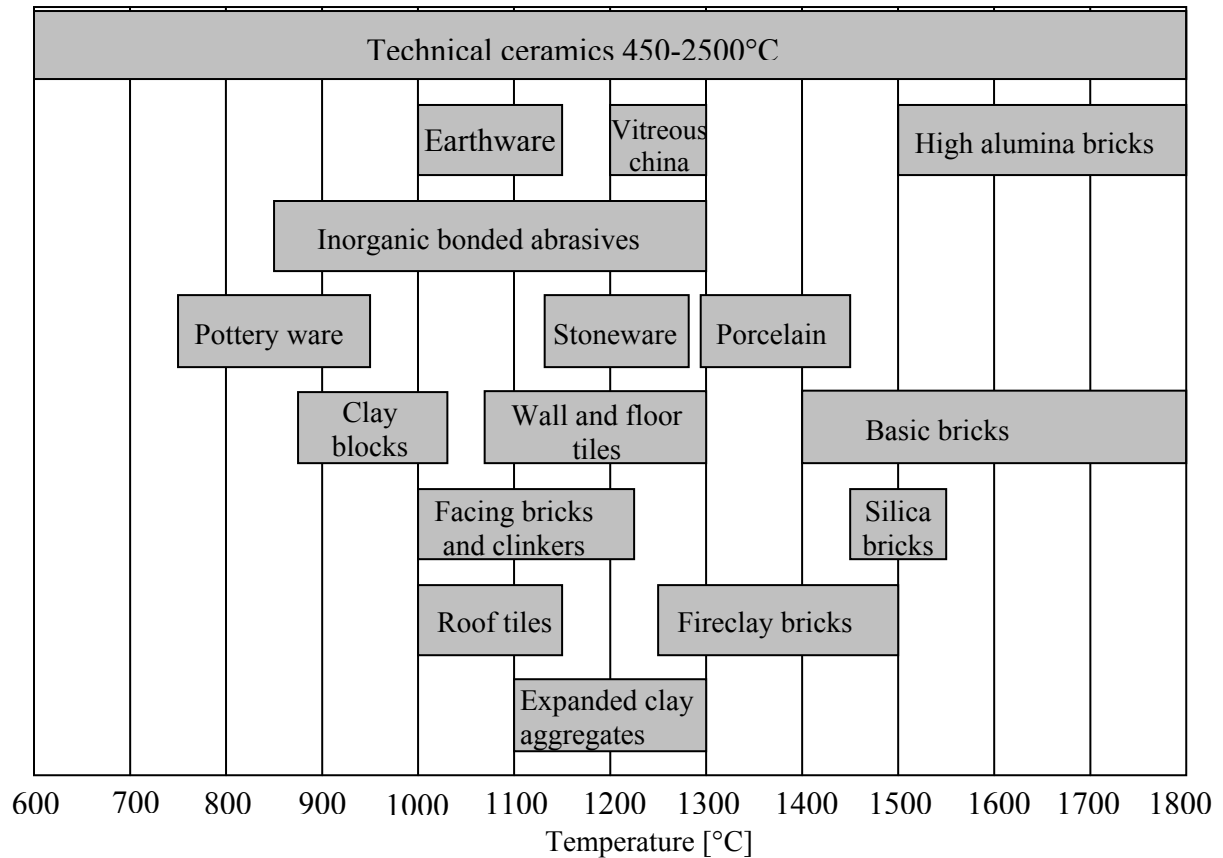 Technical ceramics 450-2500°C
Earthware
Vitreous
china
High alumina bricks
Inorganic bonded abrasives
Pottery ware
Stoneware
Porcelain
Clay
blocks
Wall and floor
tiles
Basic bricks
Facing bricks
and clinkers
Silica
bricks
Roof tiles
Fireclay bricks
Expanded clay
aggregates
600 700 800 900 1000 1100 1200 1300 1400 1500 1600 1700 1800
Temperature [°C]